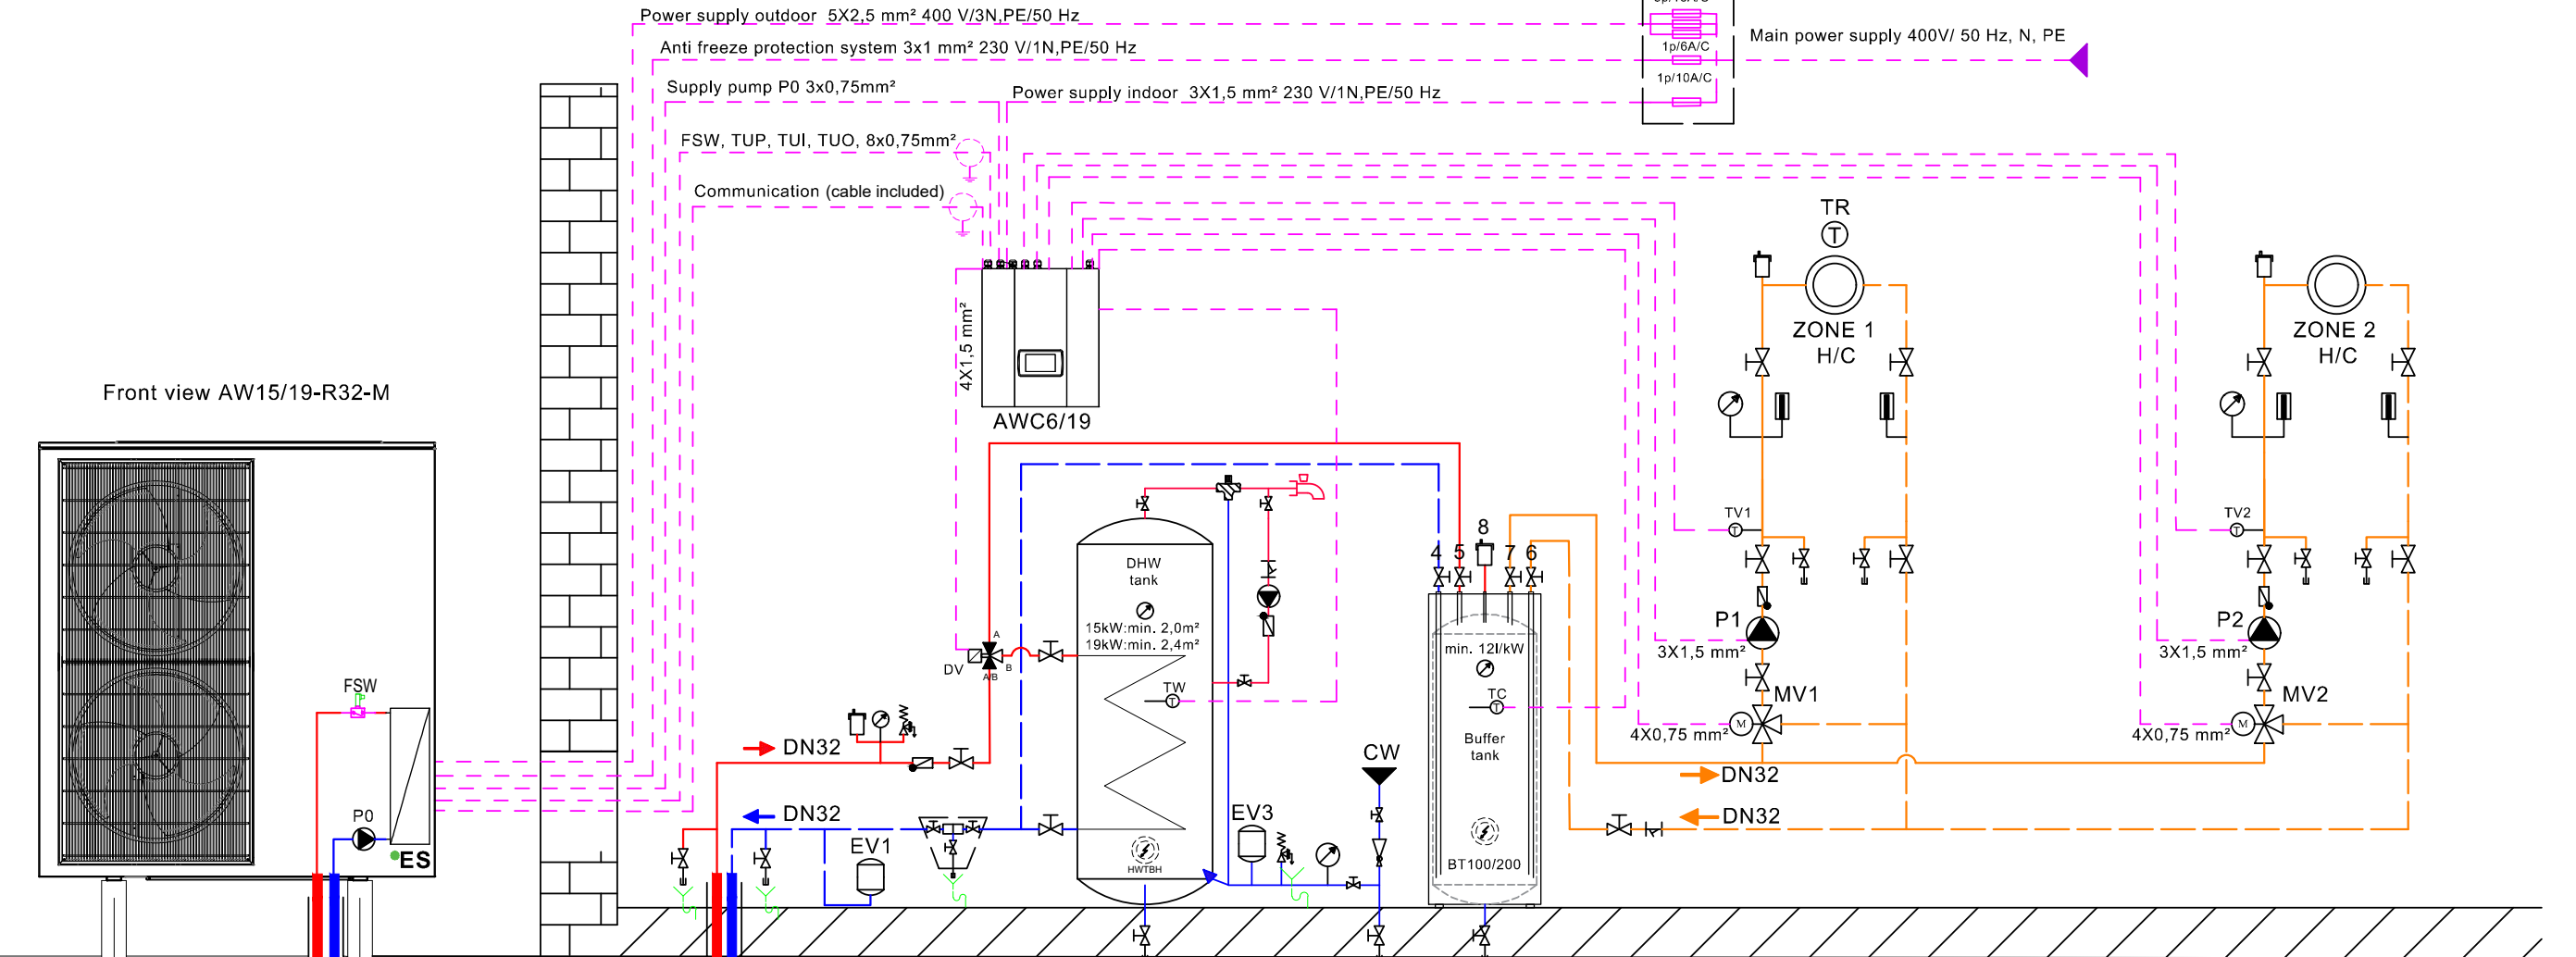 Power supply outdoor 5X2,5 mm² 400 V/3N,PE/50 Hz
Anti freeze protection system 3x1 mm² 230 V/1N,PE/50 Hz
1p/6A/C
Main power supply 400V/ 50 Hz, N, PE
Supply pump P0 3x0,75mm²
Power supply indoor 3X1,5 mm² 230 V/1N,PE/50 Hz
1p/10A/C
FSW, TUP, TUI, TUO, 8x0,75mm²
Communication (cable included)
TR
T
ZONE 1
H/C
ZONE 2
H/C
4X1,5 mm²
AWC6/19
Front view AW15/19-R32-M
TV1
T
TV2
T
8
4 5 7 6
DHW
tank
15kW:min. 2,0m²
19kW:min. 2,4m²
P1
3X1,5 mm²
P2
3X1,5 mm²
min. 12l/kW
A
B
A/B
DV
TW
T
TC
T
MV1
M
4X0,75 mm²
MV2
M
4X0,75 mm²
FSW
DN32
Buffer
tank
CW
DN32
P0
ES
DN32
EV1
EV3
DN32
HWTBH
BT100/200